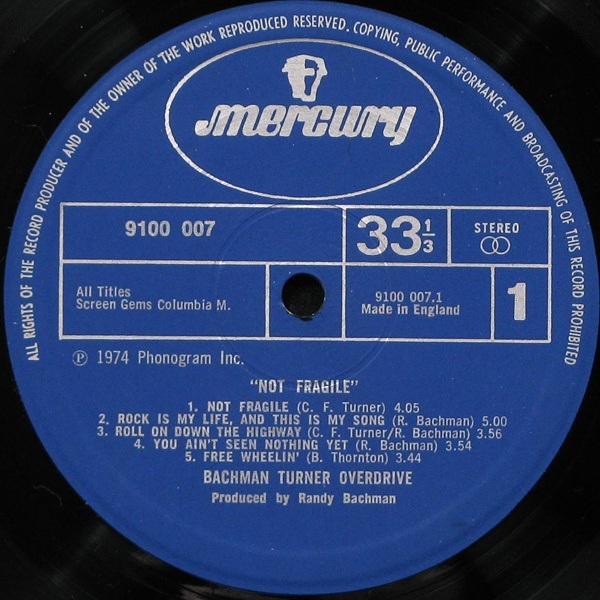 ALL RIGHTS OF THE RECORD PRODUCER AND OF THE OWNER OF THE WORK REPRODUCED RESERVED. COPYING, PUBLIC PERFORMANCE AND BROADCASTING OF THIS RECORD PROHIBITED
mercury
9100 007
33 1/3
STEREO
All Titles
Screen Gems Columbia M.
9100 007.1
Made in England
1
Ⓟ 1974 Phonogram Inc.
"NOT FRAGILE"
1. NOT FRAGILE (C. F. Turner) 4.05
2. ROCK IS MY LIFE, AND THIS IS MY SONG (R. Bachman) 5.00
3. ROLL ON DOWN THE HIGHWAY (C. F. Turner/R. Bachman) 3.56
4. YOU AIN'T SEEN NOTHING YET (R. Bachman) 3.54
5. FREE WHEELIN' (B. Thornton) 3.44
BACHMAN TURNER OVERDRIVE
Produced by Randy Bachman